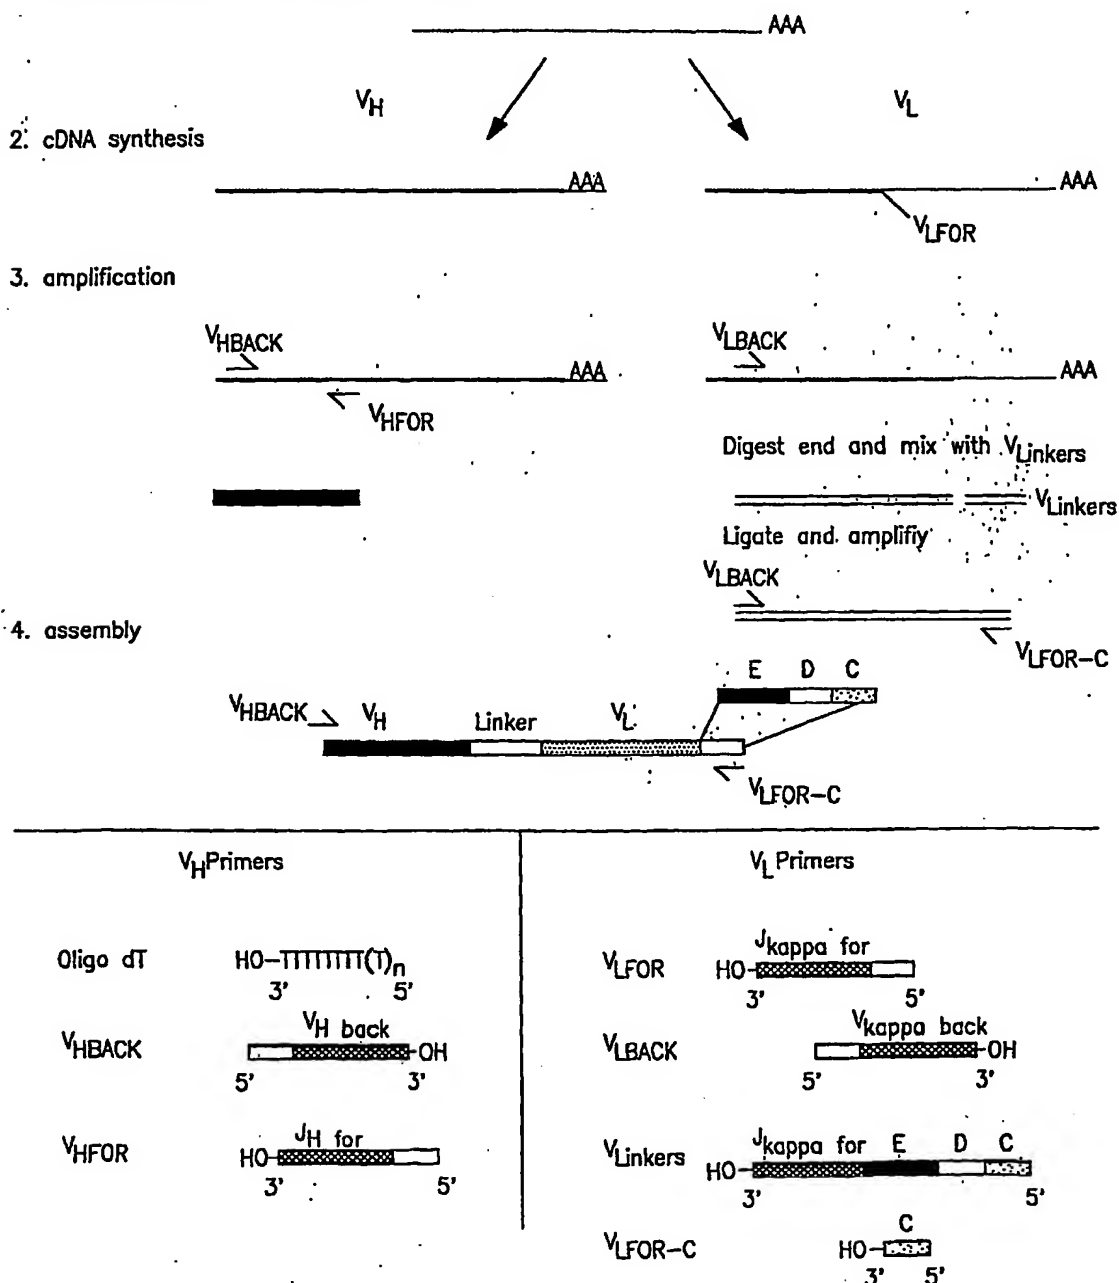 AAA
VH VL
2. cDNA synthesis
AAA AAA
VLFOR
3. amplification
VHBACK VLBACK
AAA AAA
VHFOR
Digest end and mix with VLinkers
VLinkers
Ligate and amplifiy
VLBACK
4. assembly
VLFOR-C
E D C
VHBACK VH Linker VL
VLFOR-C
VH Primers VL Primers
Oligo dT HO-TTTTTTTT(T)n
3' 5'
VHBACK VH back
OH
5' 3'
VHFOR JH for
HO
3' 5'
VLFOR Jkappa for
HO
3' 5'
VLBACK Vkappa back
OH
5' 3'
VLinkers Jkappa for E D C
HO
3' 5'
VLFOR-C C
HO
3' 5'